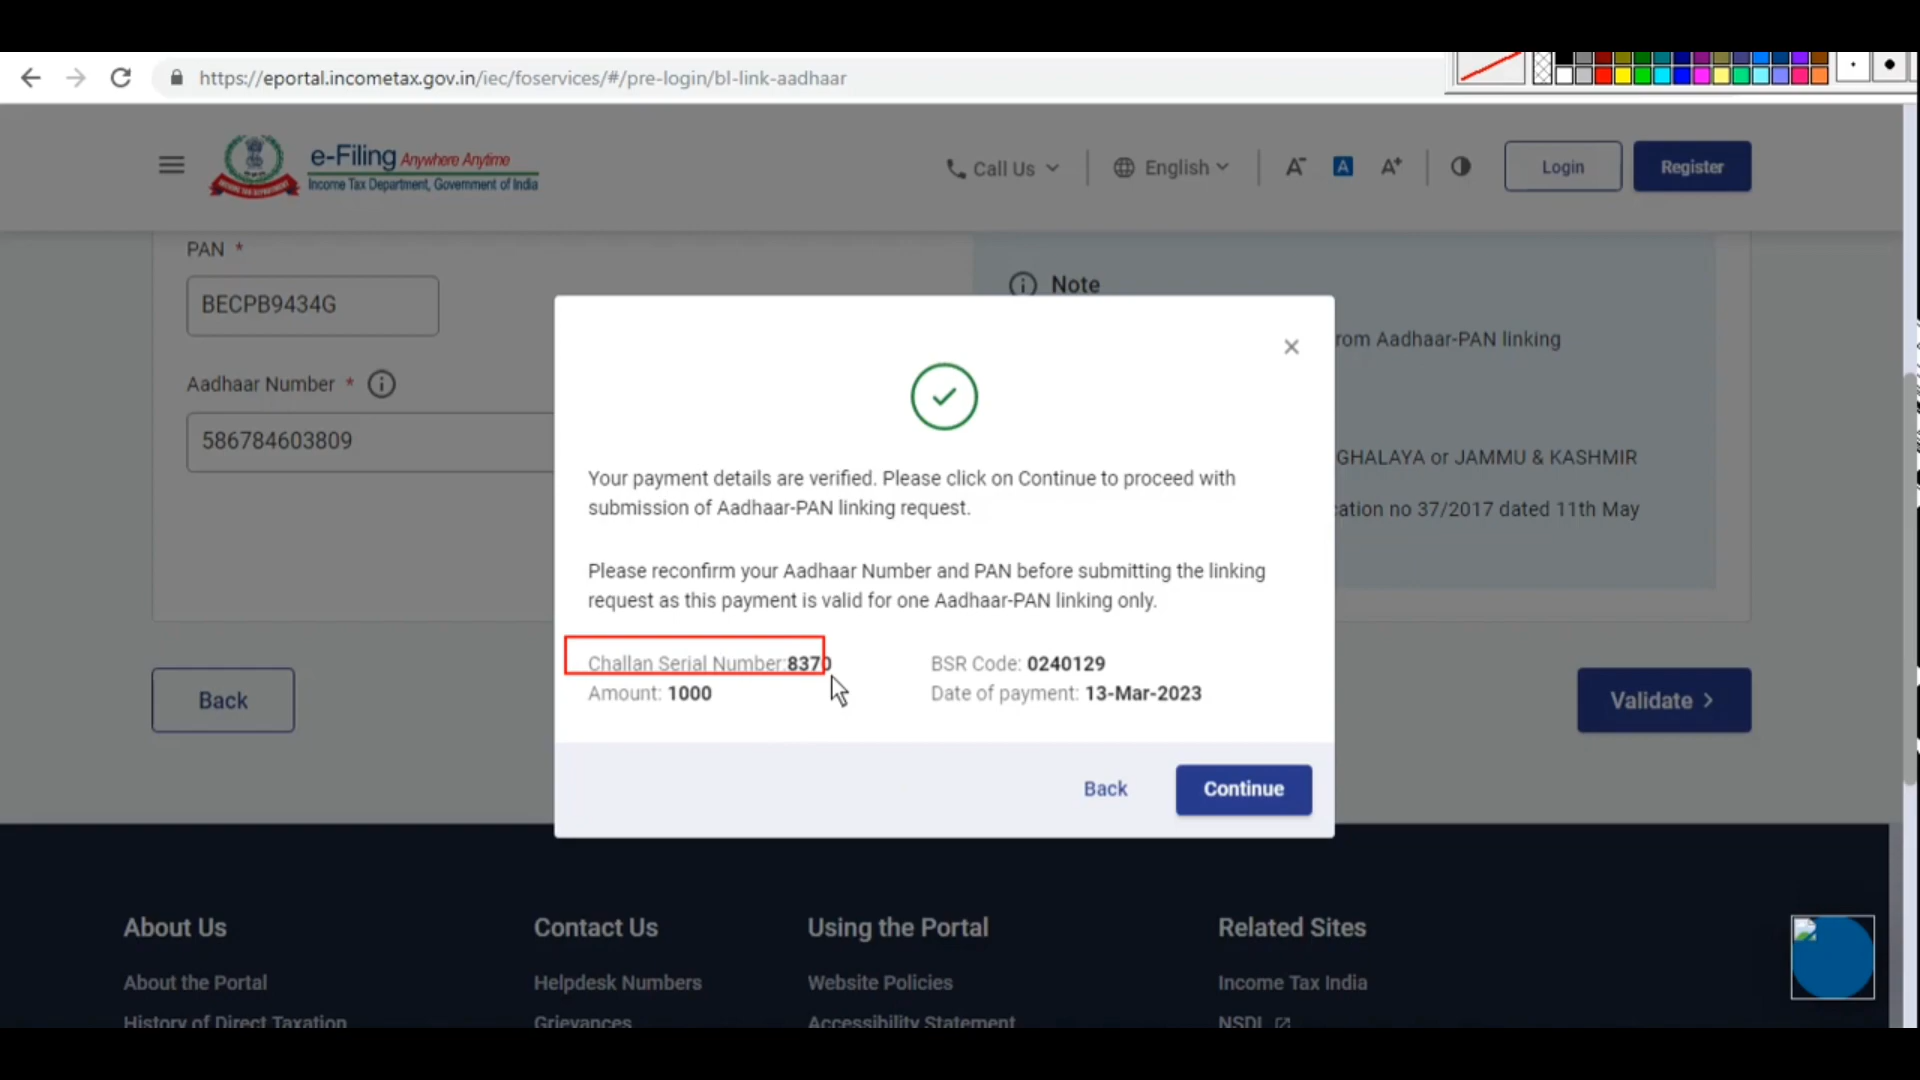 https://eportal.incometax.gov.in/iec/foservices/#/pre-login/bl-link-aadhaar
e-Filing Anywhere Anytime
Income Tax Department, Government of India
Call Us
English
A-
A
A+
Login
Register
PAN *
BECPB9434G
Aadhaar Number *
586784603809
Note
rom Aadhaar-PAN linking
GHALAYA or JAMMU & KASHMIR
ation no 37/2017 dated 11th May
Your payment details are verified. Please click on Continue to proceed with
submission of Aadhaar-PAN linking request.
Please reconfirm your Aadhaar Number and PAN before submitting the linking
request as this payment is valid for one Aadhaar-PAN linking only.
Challan Serial Number:8370 BSR Code: 0240129
Amount: 1000 Date of payment: 13-Mar-2023
Back
Continue
Back
Validate
About Us Contact Us Using the Portal Related Sites
About the Portal Helpdesk Numbers Website Policies Income Tax India
History of Direct Taxation Grievances Accessibility Statement NSDL